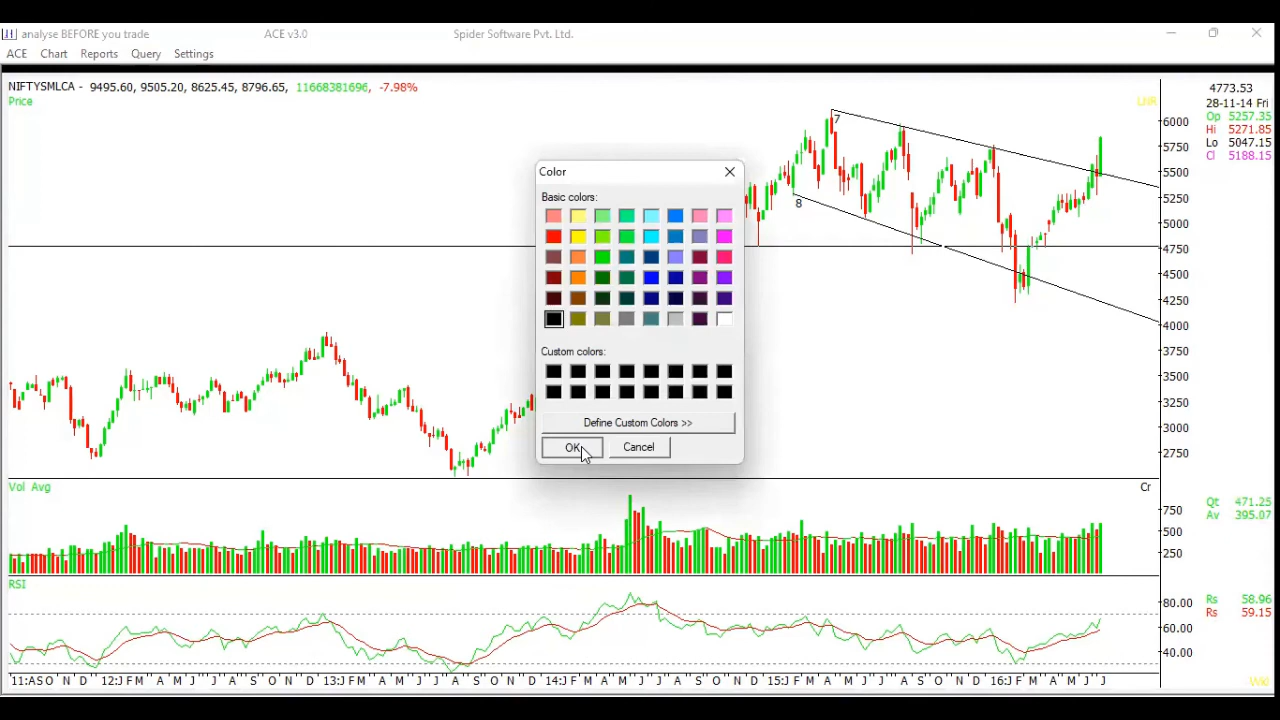 analyse BEFORE you trade ACE v3.0 Spider Software Pvt. Ltd.
ACE Chart Reports Query Settings
NIFTYSMLCA - 9495.60, 9505.20, 8625.45, 8796.65, 11668381696, -7.98%
Price
LNR
4773.53
28-11-14 Fri
Op 5257.35
Hi 5271.85
Lo 5047.15
Cl 5188.15
7
8
6000
5750
5500
5250
5000
4750
4500
4250
4000
3750
3500
3250
3000
2750
Color
Basic colors:
Custom colors:
Define Custom Colors >>
OK Cancel
Vol Avg
Cr
750
500
250
Qt 471.25
Av 395.07
RSI
80.00
60.00
40.00
Rs 58.96
Rs 59.15
11:AS O N D 12:J F M A M J J A S O N D 13:J F M A M J J A S O N D 14:J F M A M J J A S O N D 15:J F M A M J J A S O N D 16:J F M A M J J
Wkl